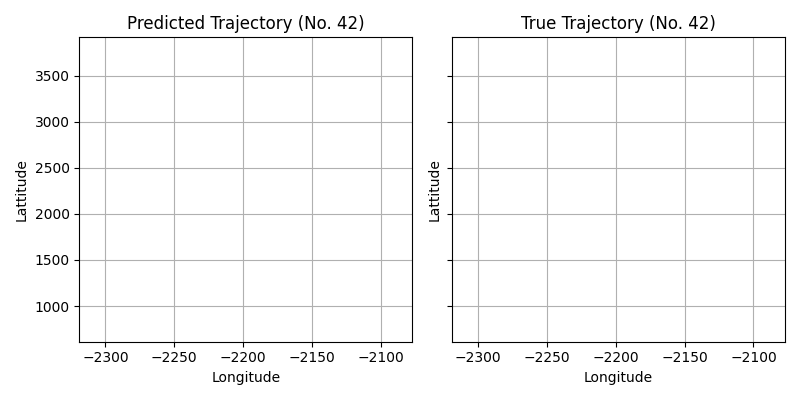 Predicted Trajectory (No. 42)
True Trajectory (No. 42)
3500
3000
2500
2000
1500
1000
Lattitude
−2300 −2250 −2200 −2150 −2100
Longitude
Lattitude
−2300 −2250 −2200 −2150 −2100
Longitude